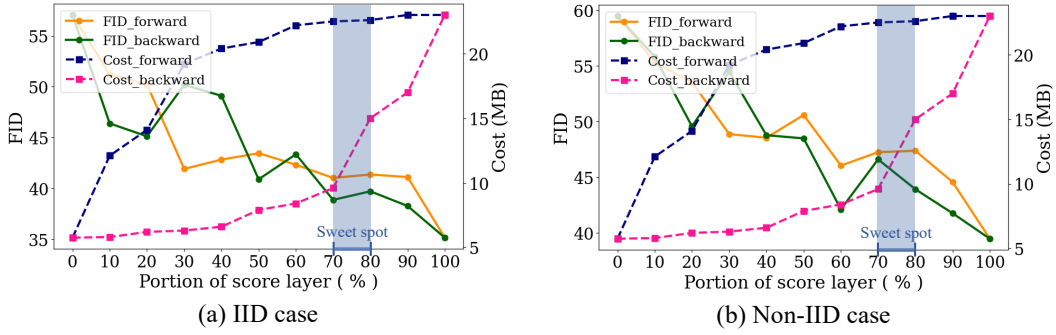 FID_forward
FID_backward
Cost_forward
Cost_backward
55
50
45
40
35
FID
20
15
10
5
Cost (MB)
Sweet spot
0 10 20 30 40 50 60 70 80 90 100
Portion of score layer ( % )
(a) IID case
FID_forward
FID_backward
Cost_forward
Cost_backward
60
55
50
45
40
FID
20
15
10
5
Cost (MB)
Sweet spot
0 10 20 30 40 50 60 70 80 90 100
Portion of score layer ( % )
(b) Non-IID case